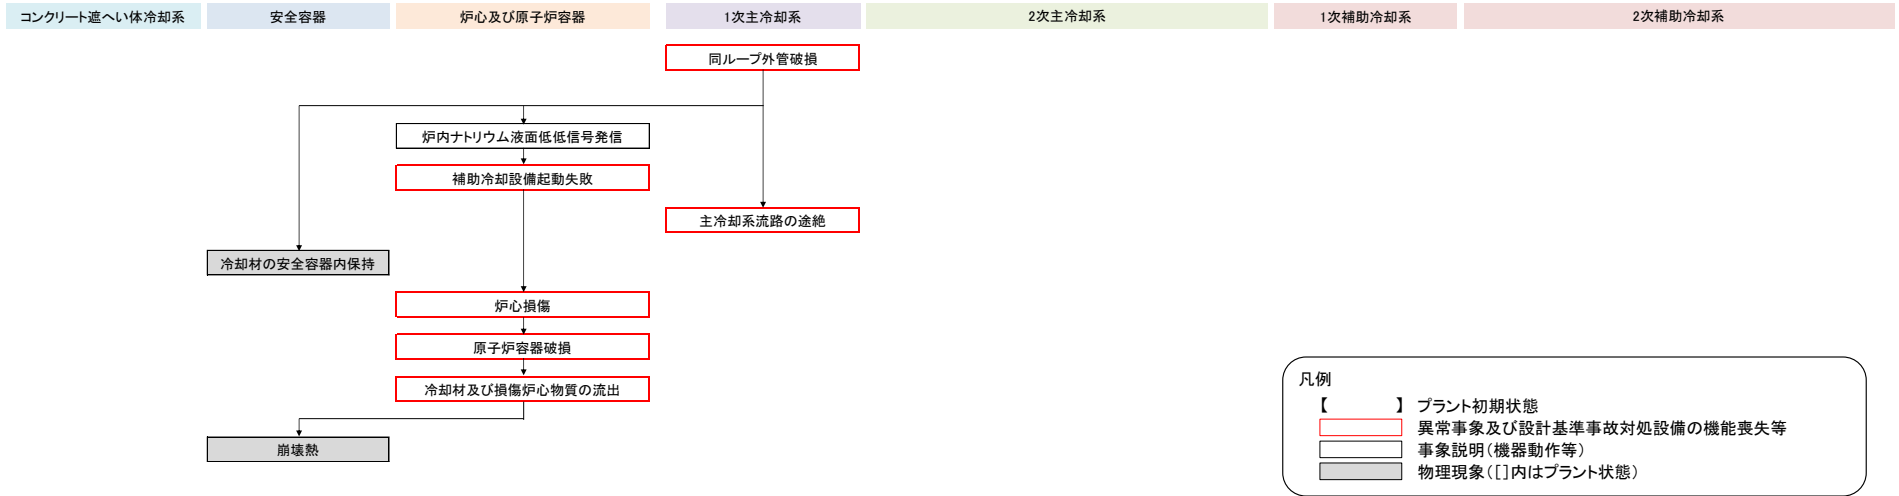 コンクリート遮へい体冷却系
安全容器
炉心及び原子炉容器
1次主冷却系
2次主冷却系
1次補助冷却系
2次補助冷却系
同ループ外管破損
炉内ナトリウム液面低低信号発信
補助冷却設備起動失敗
主冷却系流路の途絶
冷却材の安全容器内保持
炉心損傷
原子炉容器破損
冷却材及び損傷炉心物質の流出
崩壊熱
凡例
【　　　　】 プラント初期状態
異常事象及び設計基準事故対処設備の機能喪失等
事象説明(機器動作等)
物理現象([]内はプラント状態)